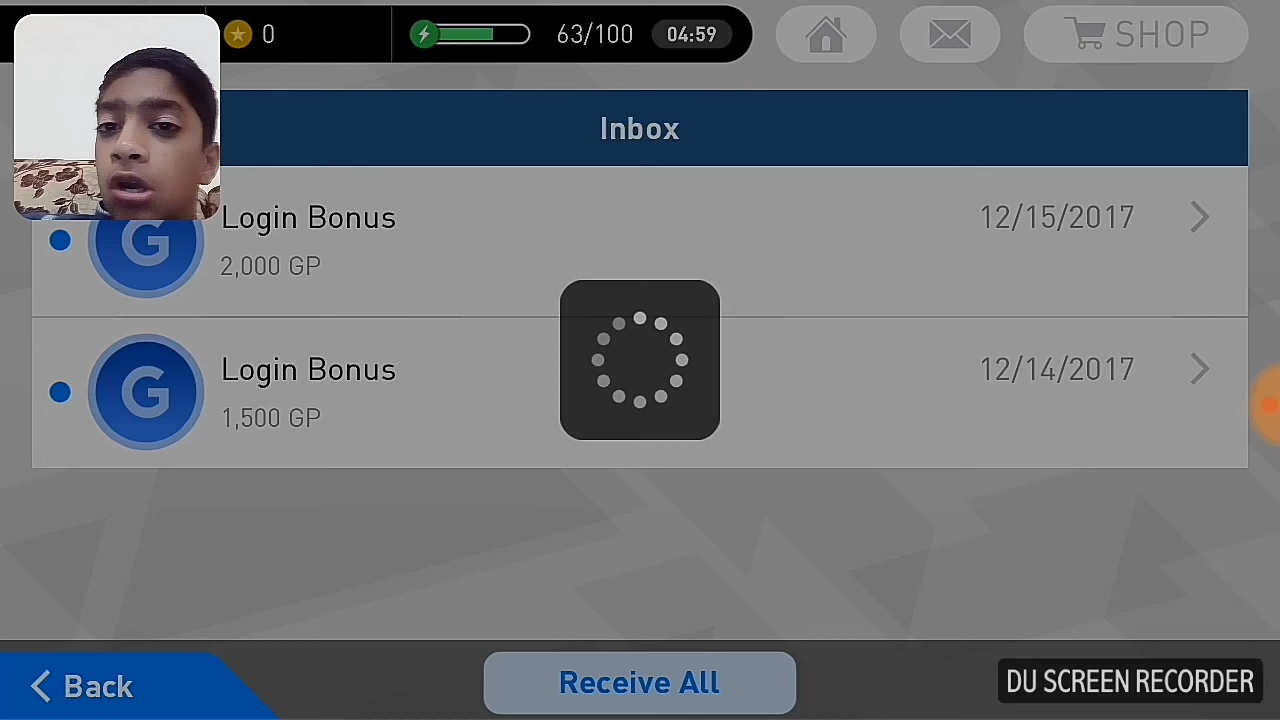 0
63/100
04:59
SHOP
Inbox
Login Bonus
12/15/2017
G
2,000 GP
Login Bonus
12/14/2017
G
1,500 GP
Back
Receive All
DU SCREEN RECORDER